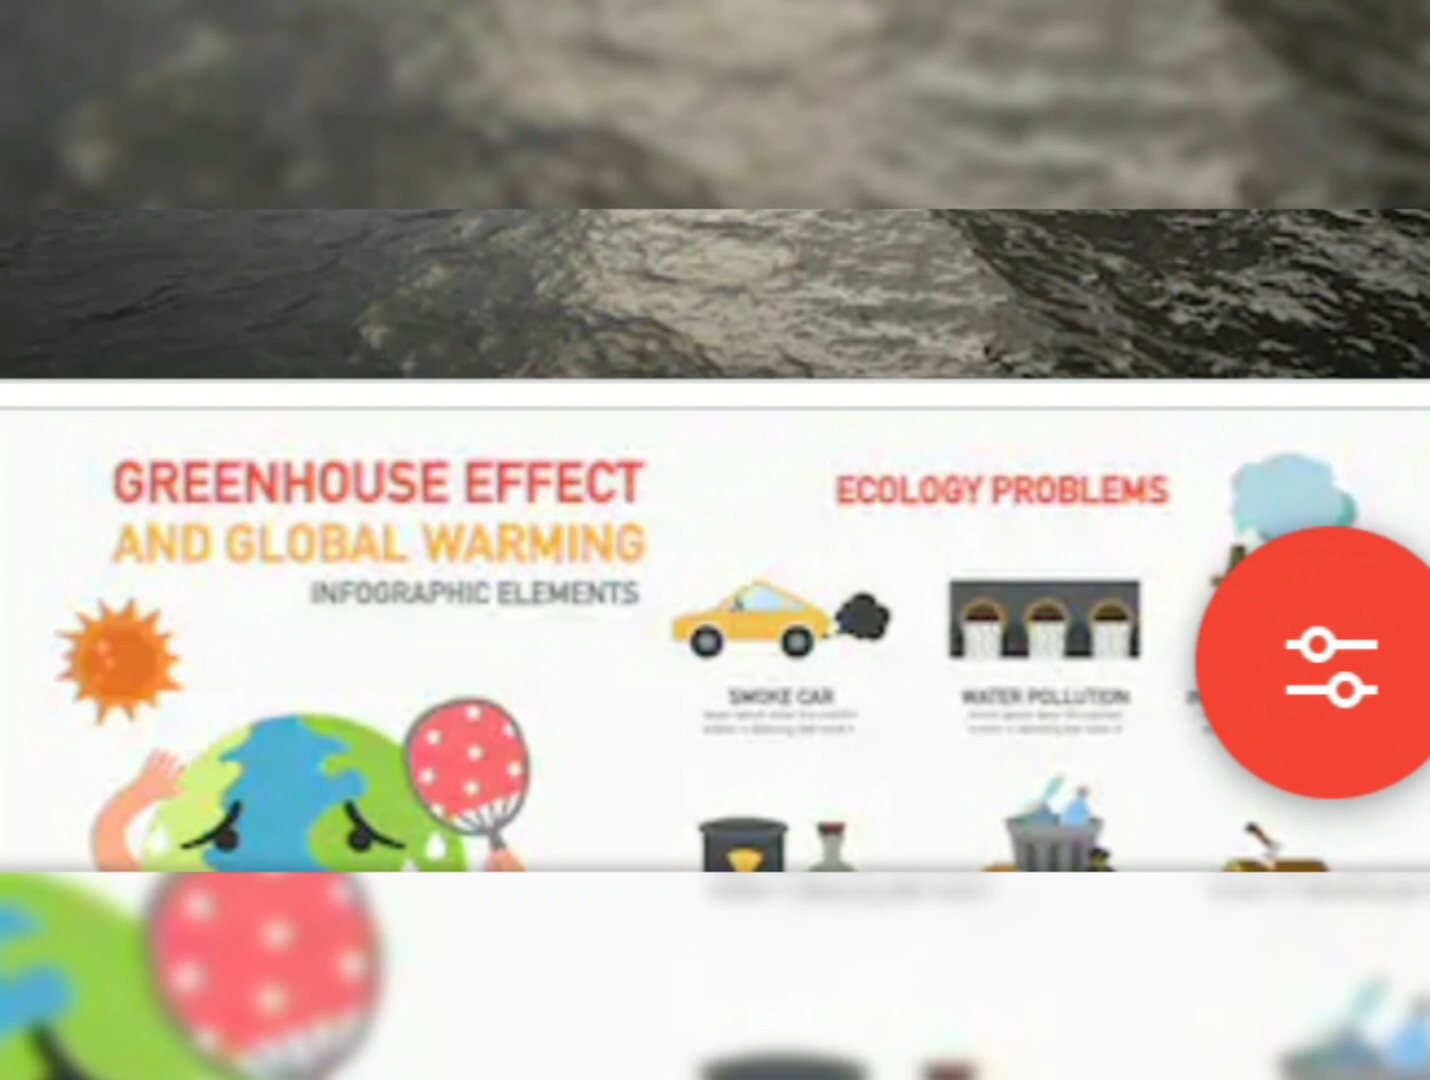 GREENHOUSE EFFECT
AND GLOBAL WARMING
INFOGRAPHIC ELEMENTS
ECOLOGY PROBLEMS
SMOKE CAR
WATER POLLUTION